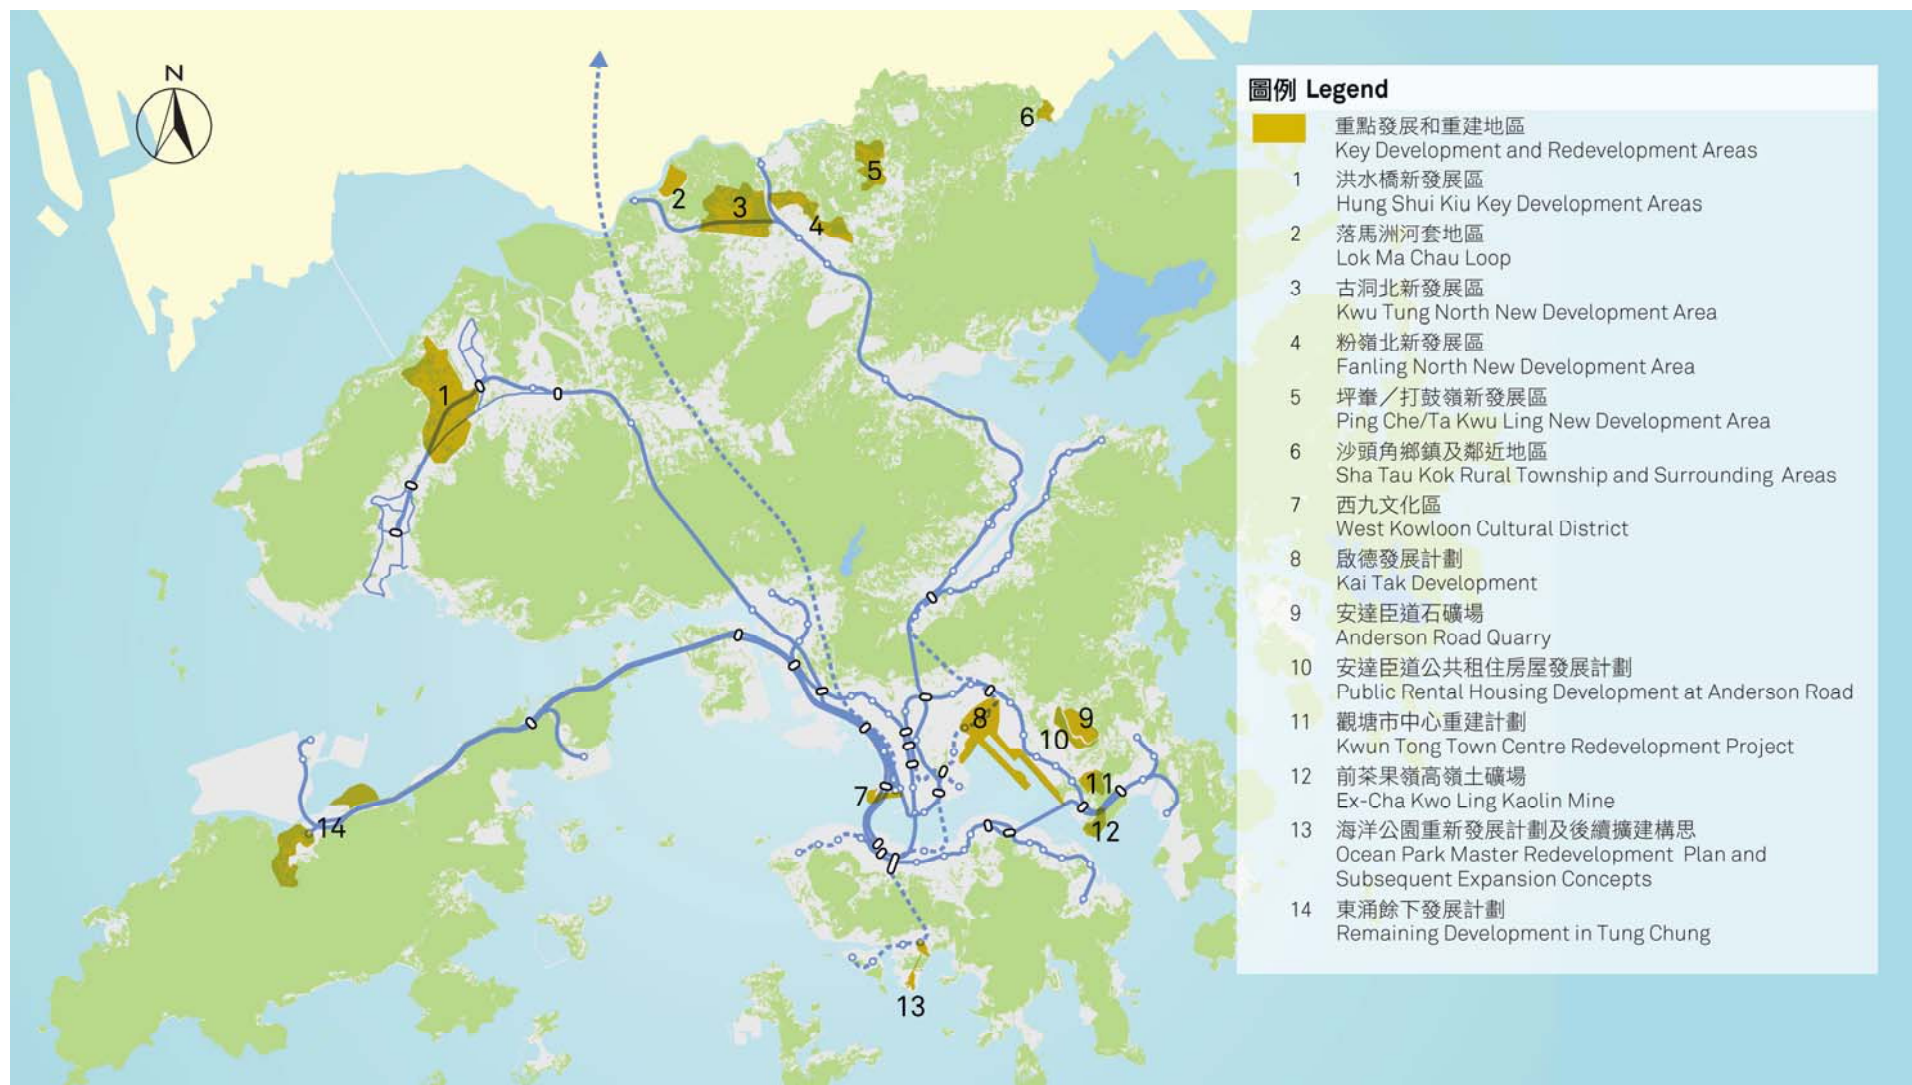 N
圖例 Legend
重點發展和重建地區
Key Development and Redevelopment Areas
1 洪水橋新發展區
Hung Shui Kiu Key Development Areas
2 落馬洲河套地區
Lok Ma Chau Loop
3 古洞北新發展區
Kwu Tung North New Development Area
4 粉嶺北新發展區
Fanling North New Development Area
5 坪輋／打鼓嶺新發展區
Ping Che/Ta Kwu Ling New Development Area
6 沙頭角鄉鎮及鄰近地區
Sha Tau Kok Rural Township and Surrounding Areas
7 西九文化區
West Kowloon Cultural District
8 啟德發展計劃
Kai Tak Development
9 安達臣道石礦場
Anderson Road Quarry
10 安達臣道公共租住房屋發展計劃
Public Rental Housing Development at Anderson Road
11 觀塘市中心重建計劃
Kwun Tong Town Centre Redevelopment Project
12 前茶果嶺高嶺土礦場
Ex-Cha Kwo Ling Kaolin Mine
13 海洋公園重新發展計劃及後續擴建構思
Ocean Park Master Redevelopment Plan and
Subsequent Expansion Concepts
14 東涌餘下發展計劃
Remaining Development in Tung Chung
6
5
2
3
4
1
8
9
10
11
7
12
14
13